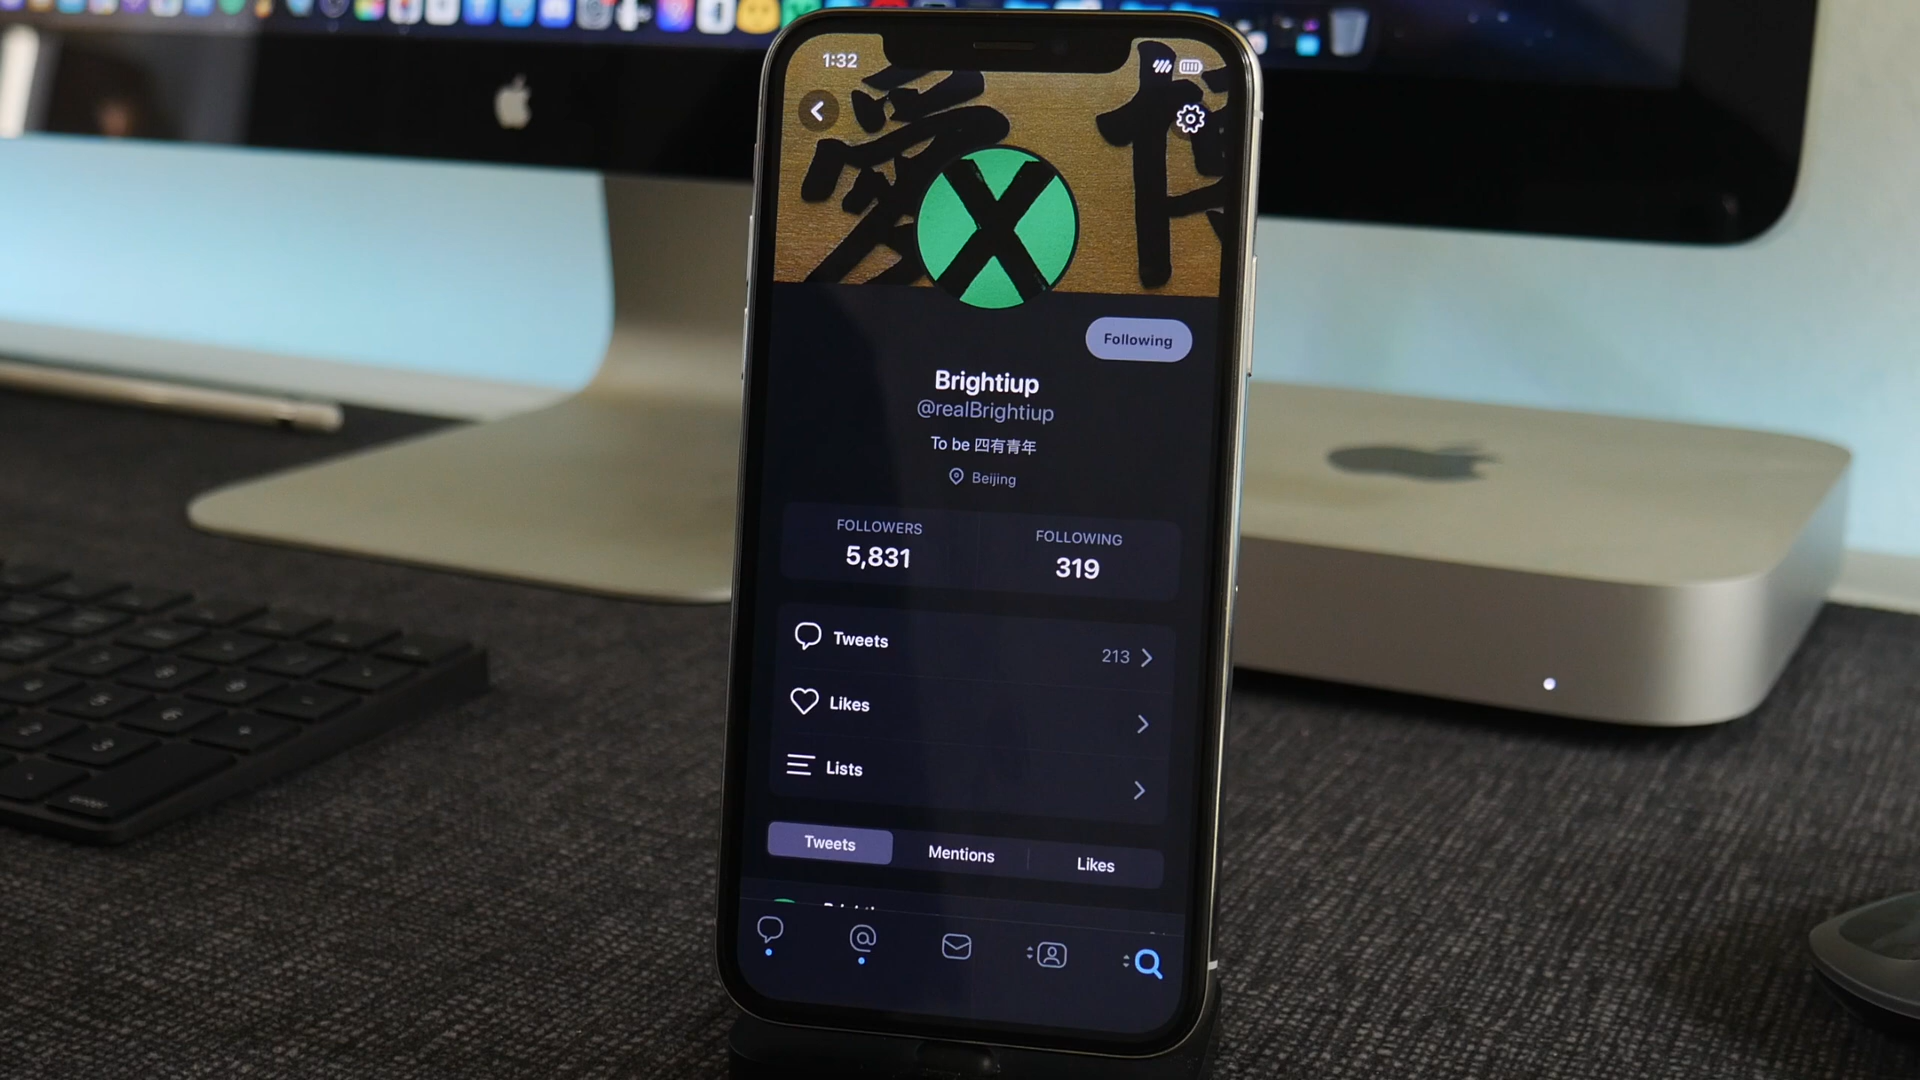 1:32
愛
X
Following
Brightiup
@realBrightiup
To be 四有青年
Beijing
FOLLOWERS
5,831
FOLLOWING
319
Tweets
213
Likes
Lists
Tweets
Mentions
Likes
enter